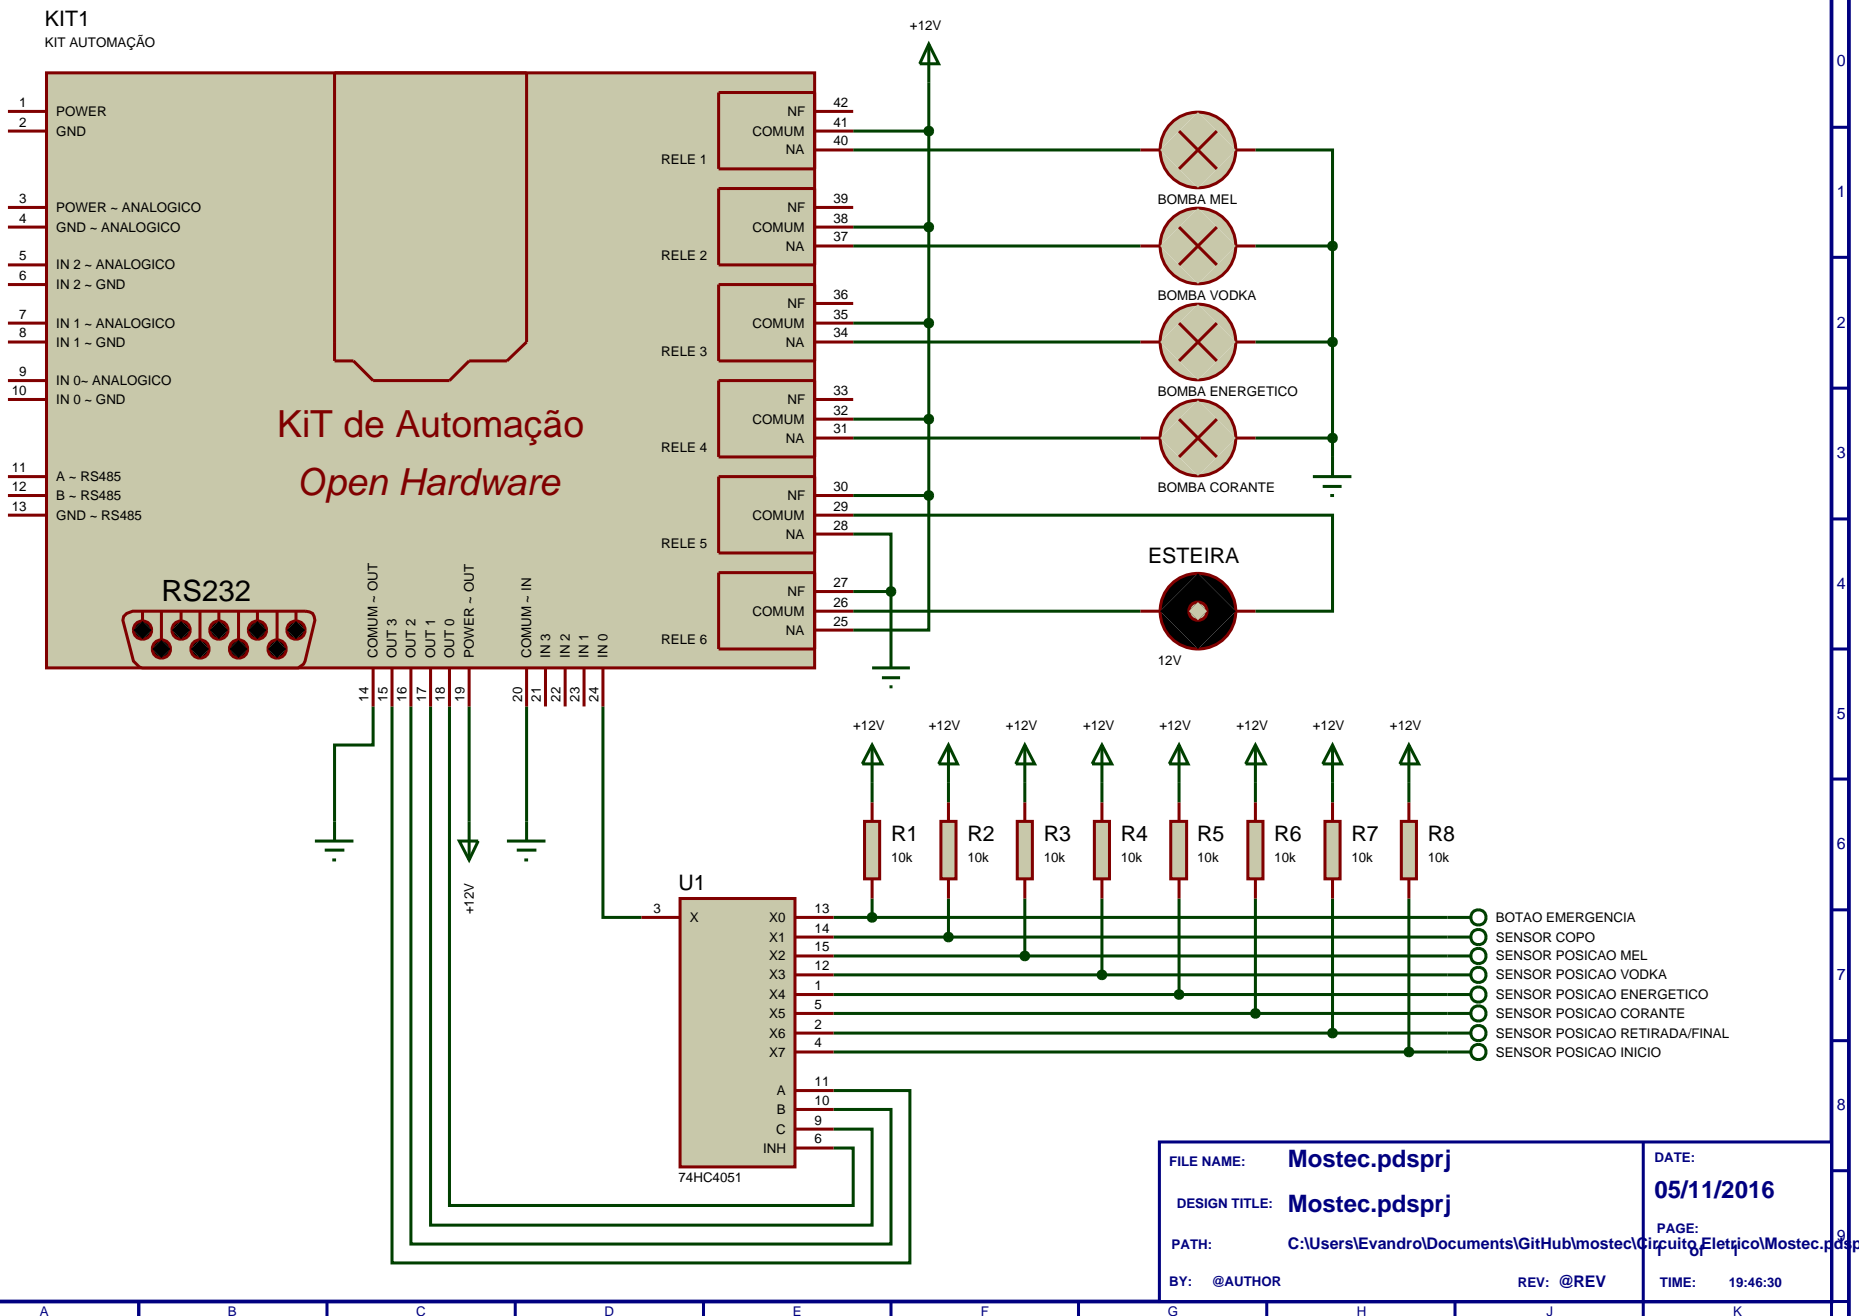 KIT1
KIT AUTOMAÇÃO
+12V
1 POWER
2 GND
3 POWER ~ ANALOGICO
4 GND ~ ANALOGICO
5 IN 2 ~ ANALOGICO
6 IN 2 ~ GND
7 IN 1 ~ ANALOGICO
8 IN 1 ~ GND
9 IN 0~ ANALOGICO
10 IN 0 ~ GND
11 A ~ RS485
12 B ~ RS485
13 GND ~ RS485
KiT de Automação
Open Hardware
RS232
NF 42
COMUM 41
NA 40
RELE 1
NF 39
COMUM 38
NA 37
RELE 2
NF 36
COMUM 35
NA 34
RELE 3
NF 33
COMUM 32
NA 31
RELE 4
NF 30
COMUM 29
NA 28
RELE 5
NF 27
COMUM 26
NA 25
RELE 6
BOMBA MEL
BOMBA VODKA
BOMBA ENERGETICO
BOMBA CORANTE
ESTEIRA
12V
COMUM ~ OUT 14
OUT 3 15
OUT 2 16
OUT 1 17
OUT 0 18
POWER ~ OUT 19
COMUM ~ IN 20
IN 3 21
IN 2 22
IN 1 23
IN 0 24
+12V
+12V +12V +12V +12V +12V +12V +12V +12V
R1 R2 R3 R4 R5 R6 R7 R8
10k 10k 10k 10k 10k 10k 10k 10k
U1
3 X
X0 13 BOTAO EMERGENCIA
X1 14 SENSOR COPO
X2 15 SENSOR POSICAO MEL
X3 12 SENSOR POSICAO VODKA
X4 1 SENSOR POSICAO ENERGETICO
X5 5 SENSOR POSICAO CORANTE
X6 2 SENSOR POSICAO RETIRADA/FINAL
X7 4 SENSOR POSICAO INICIO
A 11
B 10
C 9
INH 6
74HC4051
FILE NAME: Mostec.pdsprj
DESIGN TITLE: Mostec.pdsprj
PATH: C:\Users\Evandro\Documents\GitHub\mostec\Circuito Eletrico\Mostec.pdsp
BY: @AUTHOR
REV: @REV
DATE:
05/11/2016
PAGE:
1 of 1
TIME: 19:46:30
0
1
2
3
4
5
6
7
8
9
A B C D E F G H J K